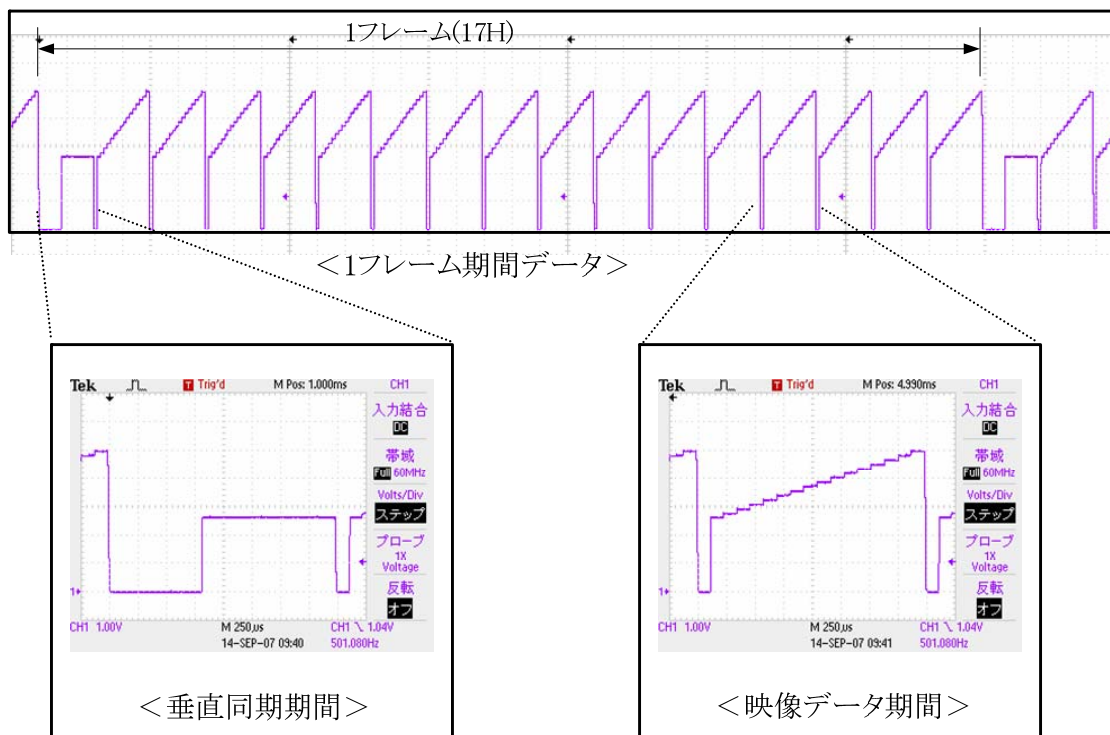 1フレーム(17H)
＜1フレーム期間データ＞
Tek Trig'd M Pos: 1.000ms CH1
入力結合
DC
帯域
Full 60MHz
Volts/Div
ステップ
プローブ
1X
Voltage
反転
オフ
1
CH1 1.00V M 250µs CH1 1.04V
14-SEP-07 09:40 501.080Hz
＜垂直同期期間＞
Tek Trig'd M Pos: 4.990ms CH1
入力結合
DC
帯域
Full 60MHz
Volts/Div
ステップ
プローブ
1X
Voltage
反転
オフ
1
CH1 1.00V M 250µs CH1 1.04V
14-SEP-07 09:41 501.080Hz
＜映像データ期間＞